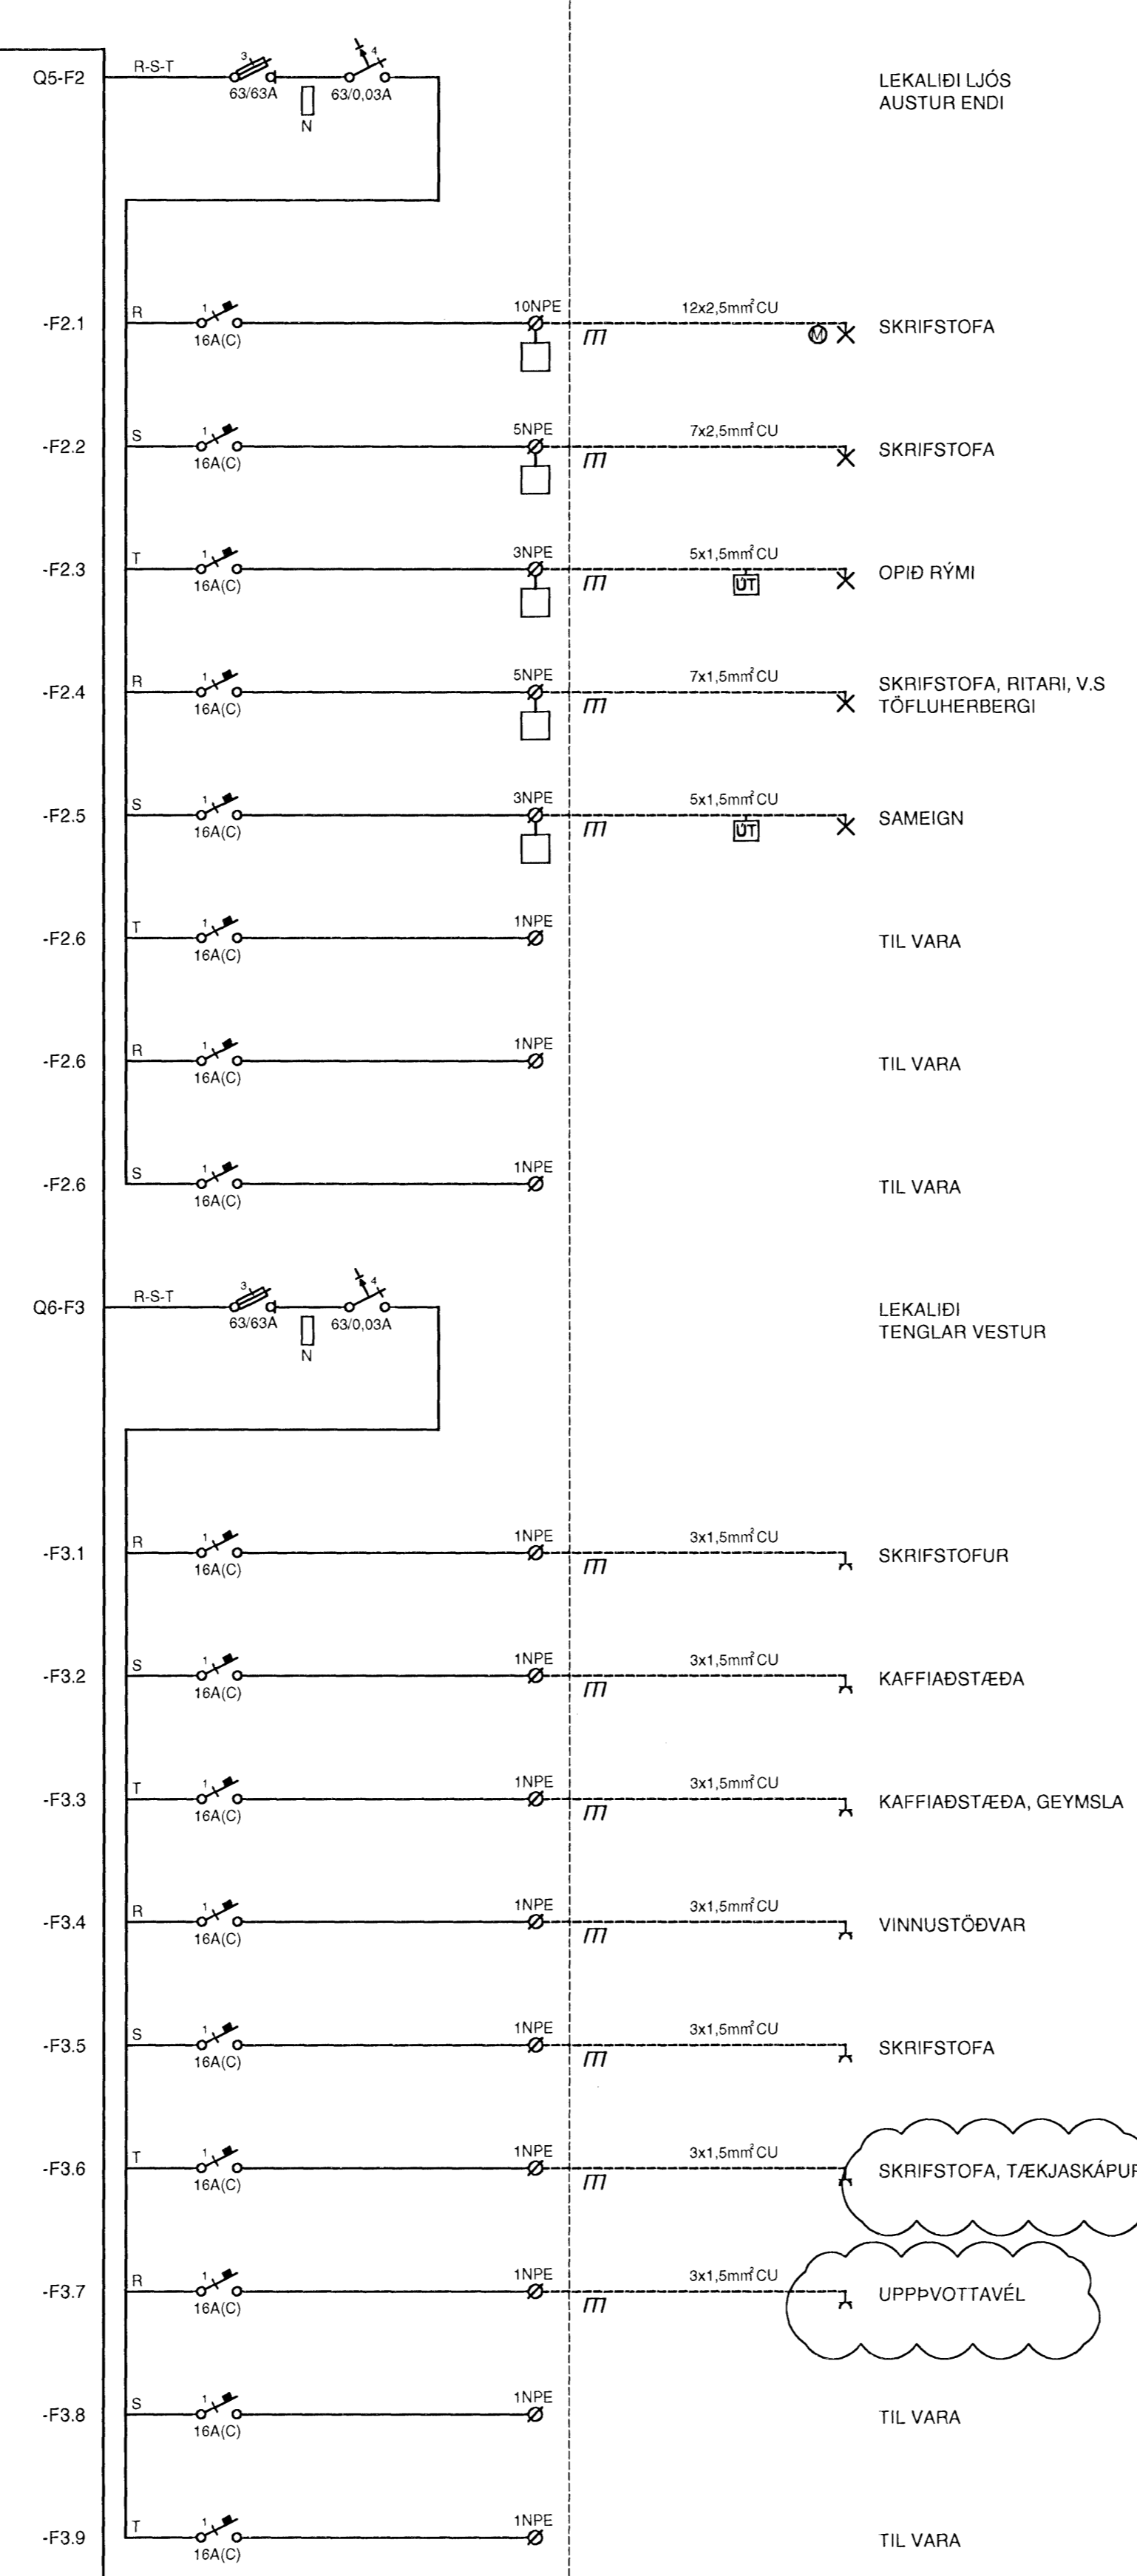 Q5-F2 R-S-T 3 4 LEKALIÐI LJÓS
63/63A 63/0,03A AUSTUR ENDI
N
-F2.1 R 1 10NPE 12x2,5mm² CU SKRIFSTOFA
16A(C) M
-F2.2 S 1 5NPE 7x2,5mm² CU SKRIFSTOFA
16A(C)
-F2.3 T 1 3NPE 5x1,5mm² CU OPIÐ RÝMI
16A(C) ÚT
-F2.4 R 1 5NPE 7x1,5mm² CU SKRIFSTOFA, RITARI, V.S
16A(C) TÖFLUHERBERGI
-F2.5 S 1 3NPE 5x1,5mm² CU SAMEIGN
16A(C) ÚT
-F2.6 T 1 1NPE TIL VARA
16A(C)
-F2.6 R 1 1NPE TIL VARA
16A(C)
-F2.6 S 1 1NPE TIL VARA
16A(C)
Q6-F3 R-S-T 3 4 LEKALIÐI
63/63A 63/0,03A TENGLAR VESTUR
N
-F3.1 R 1 1NPE 3x1,5mm² CU SKRIFSTOFUR
16A(C)
-F3.2 S 1 1NPE 3x1,5mm² CU KAFFIAÐSTÆÐA
16A(C)
-F3.3 T 1 1NPE 3x1,5mm² CU KAFFIAÐSTÆÐA, GEYMSLA
16A(C)
-F3.4 R 1 1NPE 3x1,5mm² CU VINNUSTÖÐVAR
16A(C)
-F3.5 S 1 1NPE 3x1,5mm² CU SKRIFSTOFA
16A(C)
-F3.6 T 1 1NPE 3x1,5mm² CU SKRIFSTOFA, TÆKJASKÁPUR
16A(C)
-F3.7 R 1 1NPE 3x1,5mm² CU UPPÞVOTTAVÉL
16A(C)
-F3.8 S 1 1NPE TIL VARA
16A(C)
-F3.9 T 1 1NPE TIL VARA
16A(C)